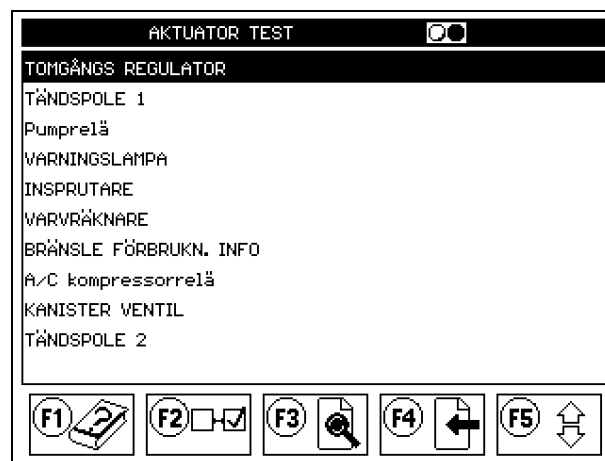 AKTUATOR TEST
TOMGÅNGS REGULATOR
TÄNDSPOLE 1
Pumprelä
VARNINGSLAMPA
INSPRUTARE
VARVRÄKNARE
BRÄNSLE FÖRBRUKN. INFO
A/C kompressorrelä
KANISTER VENTIL
TÄNDSPOLE 2
F1 F2 F3 F4 F5